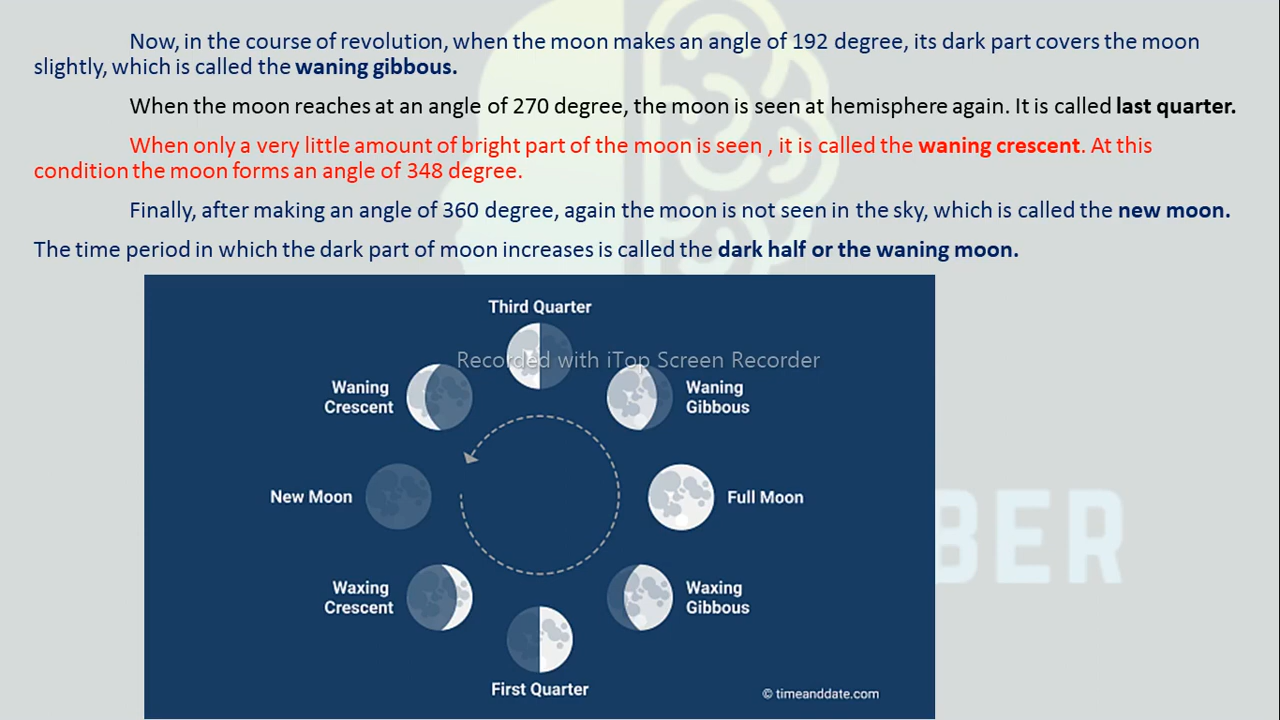 Now, in the course of revolution, when the moon makes an angle of 192 degree, its dark part covers the moon
slightly, which is called the waning gibbous.
When the moon reaches at an angle of 270 degree, the moon is seen at hemisphere again. It is called last quarter.
When only a very little amount of bright part of the moon is seen , it is called the waning crescent. At this
condition the moon forms an angle of 348 degree.
Finally, after making an angle of 360 degree, again the moon is not seen in the sky, which is called the new moon.
The time period in which the dark part of moon increases is called the dark half or the waning moon.
Third Quarter
Recorded with iTop Screen Recorder
Waning
Crescent
Waning
Gibbous
New Moon
Full Moon
BER
Waxing
Crescent
Waxing
Gibbous
First Quarter
© timeanddate.com